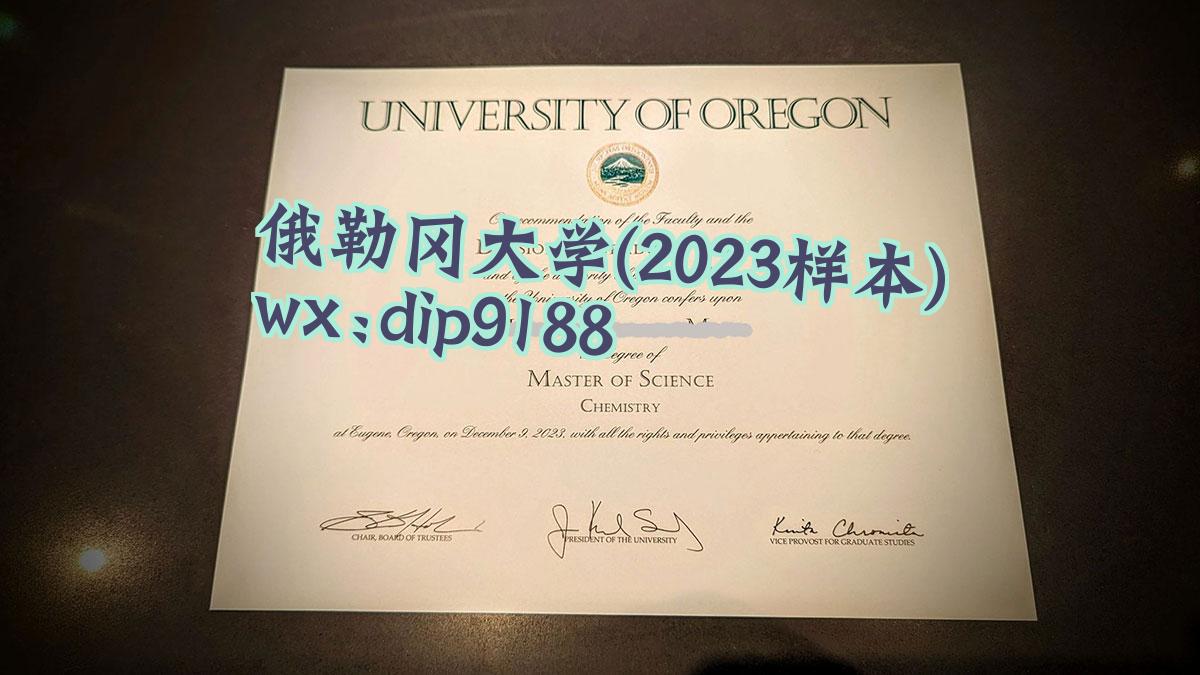 UNIVERSITY OF OREGON
recommendation of the Faculty and the
俄勒冈大学(2023样本)
the University of Oregon confers upon
wx:dip9188
degree of
MASTER OF SCIENCE
CHEMISTRY
at Eugene, Oregon, on December 9, 2023, with all the rights and privileges appertaining to that degree.
CHAIR, BOARD OF TRUSTEES
PRESIDENT OF THE UNIVERSITY
VICE PROVOST FOR GRADUATE STUDIES